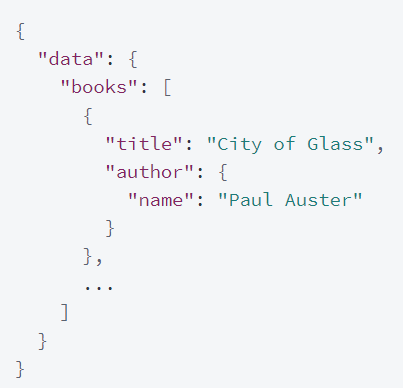 {
  "data": {
    "books": [
      {
        "title": "City of Glass",
        "author": {
          "name": "Paul Auster"
        }
      },
      ...
    ]
  }
}